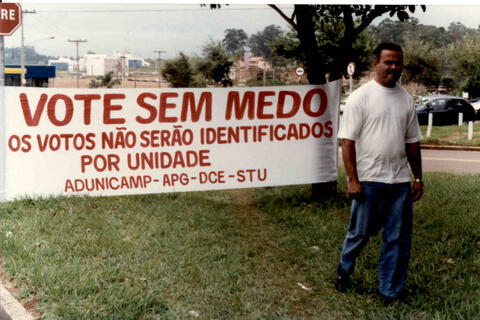 RE
VOTE SEM MEDO
OS VOTOS NÃO SERÃO IDENTIFICADOS
POR UNIDADE
ADUNICAMP-APG-DCE-STU